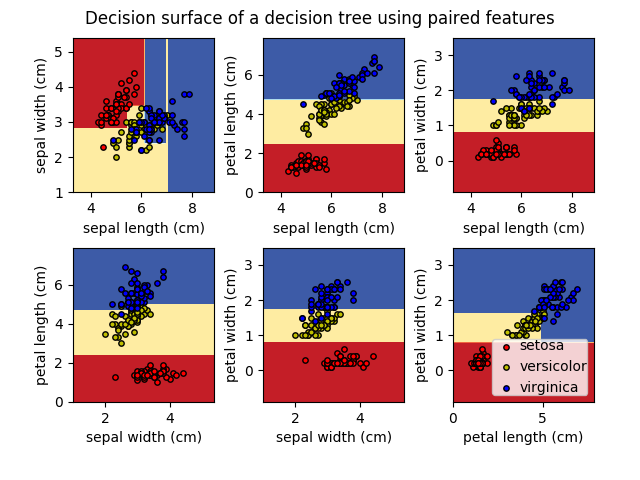 Decision surface of a decision tree using paired features
sepal width (cm)
5
4
3
2
1
4 6 8
sepal length (cm)
petal length (cm)
6
4
2
0
4 6 8
sepal length (cm)
petal width (cm)
3
2
1
0
4 6 8
sepal length (cm)
petal length (cm)
6
4
2
0
2 4
sepal width (cm)
petal width (cm)
3
2
1
0
2 4
sepal width (cm)
petal width (cm)
3
2
1
0
0 5
petal length (cm)
setosa
versicolor
virginica